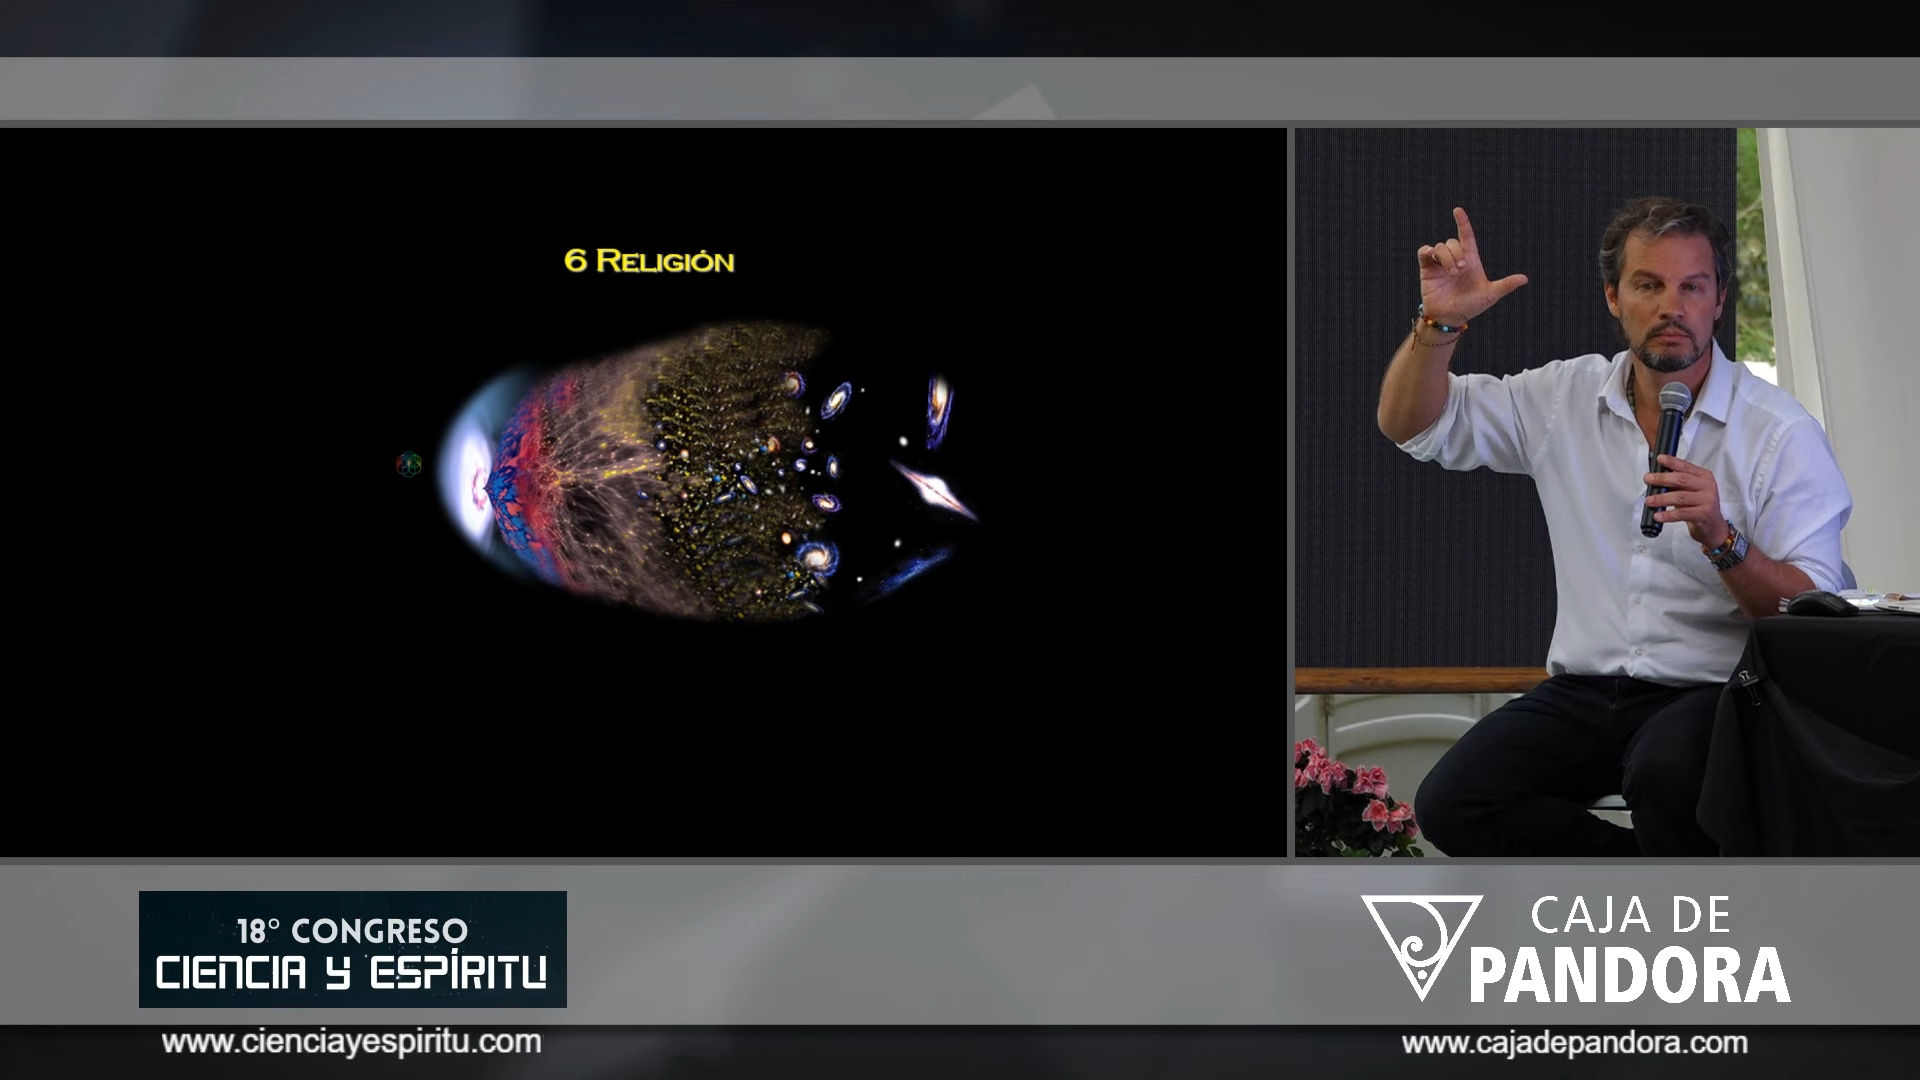 6 RELIGIÓN
18° CONGRESO
CIENCIA Y ESPÍRITU
www.cienciayespiritu.com
CAJA DE
PANDORA
www.cajadepandora.com